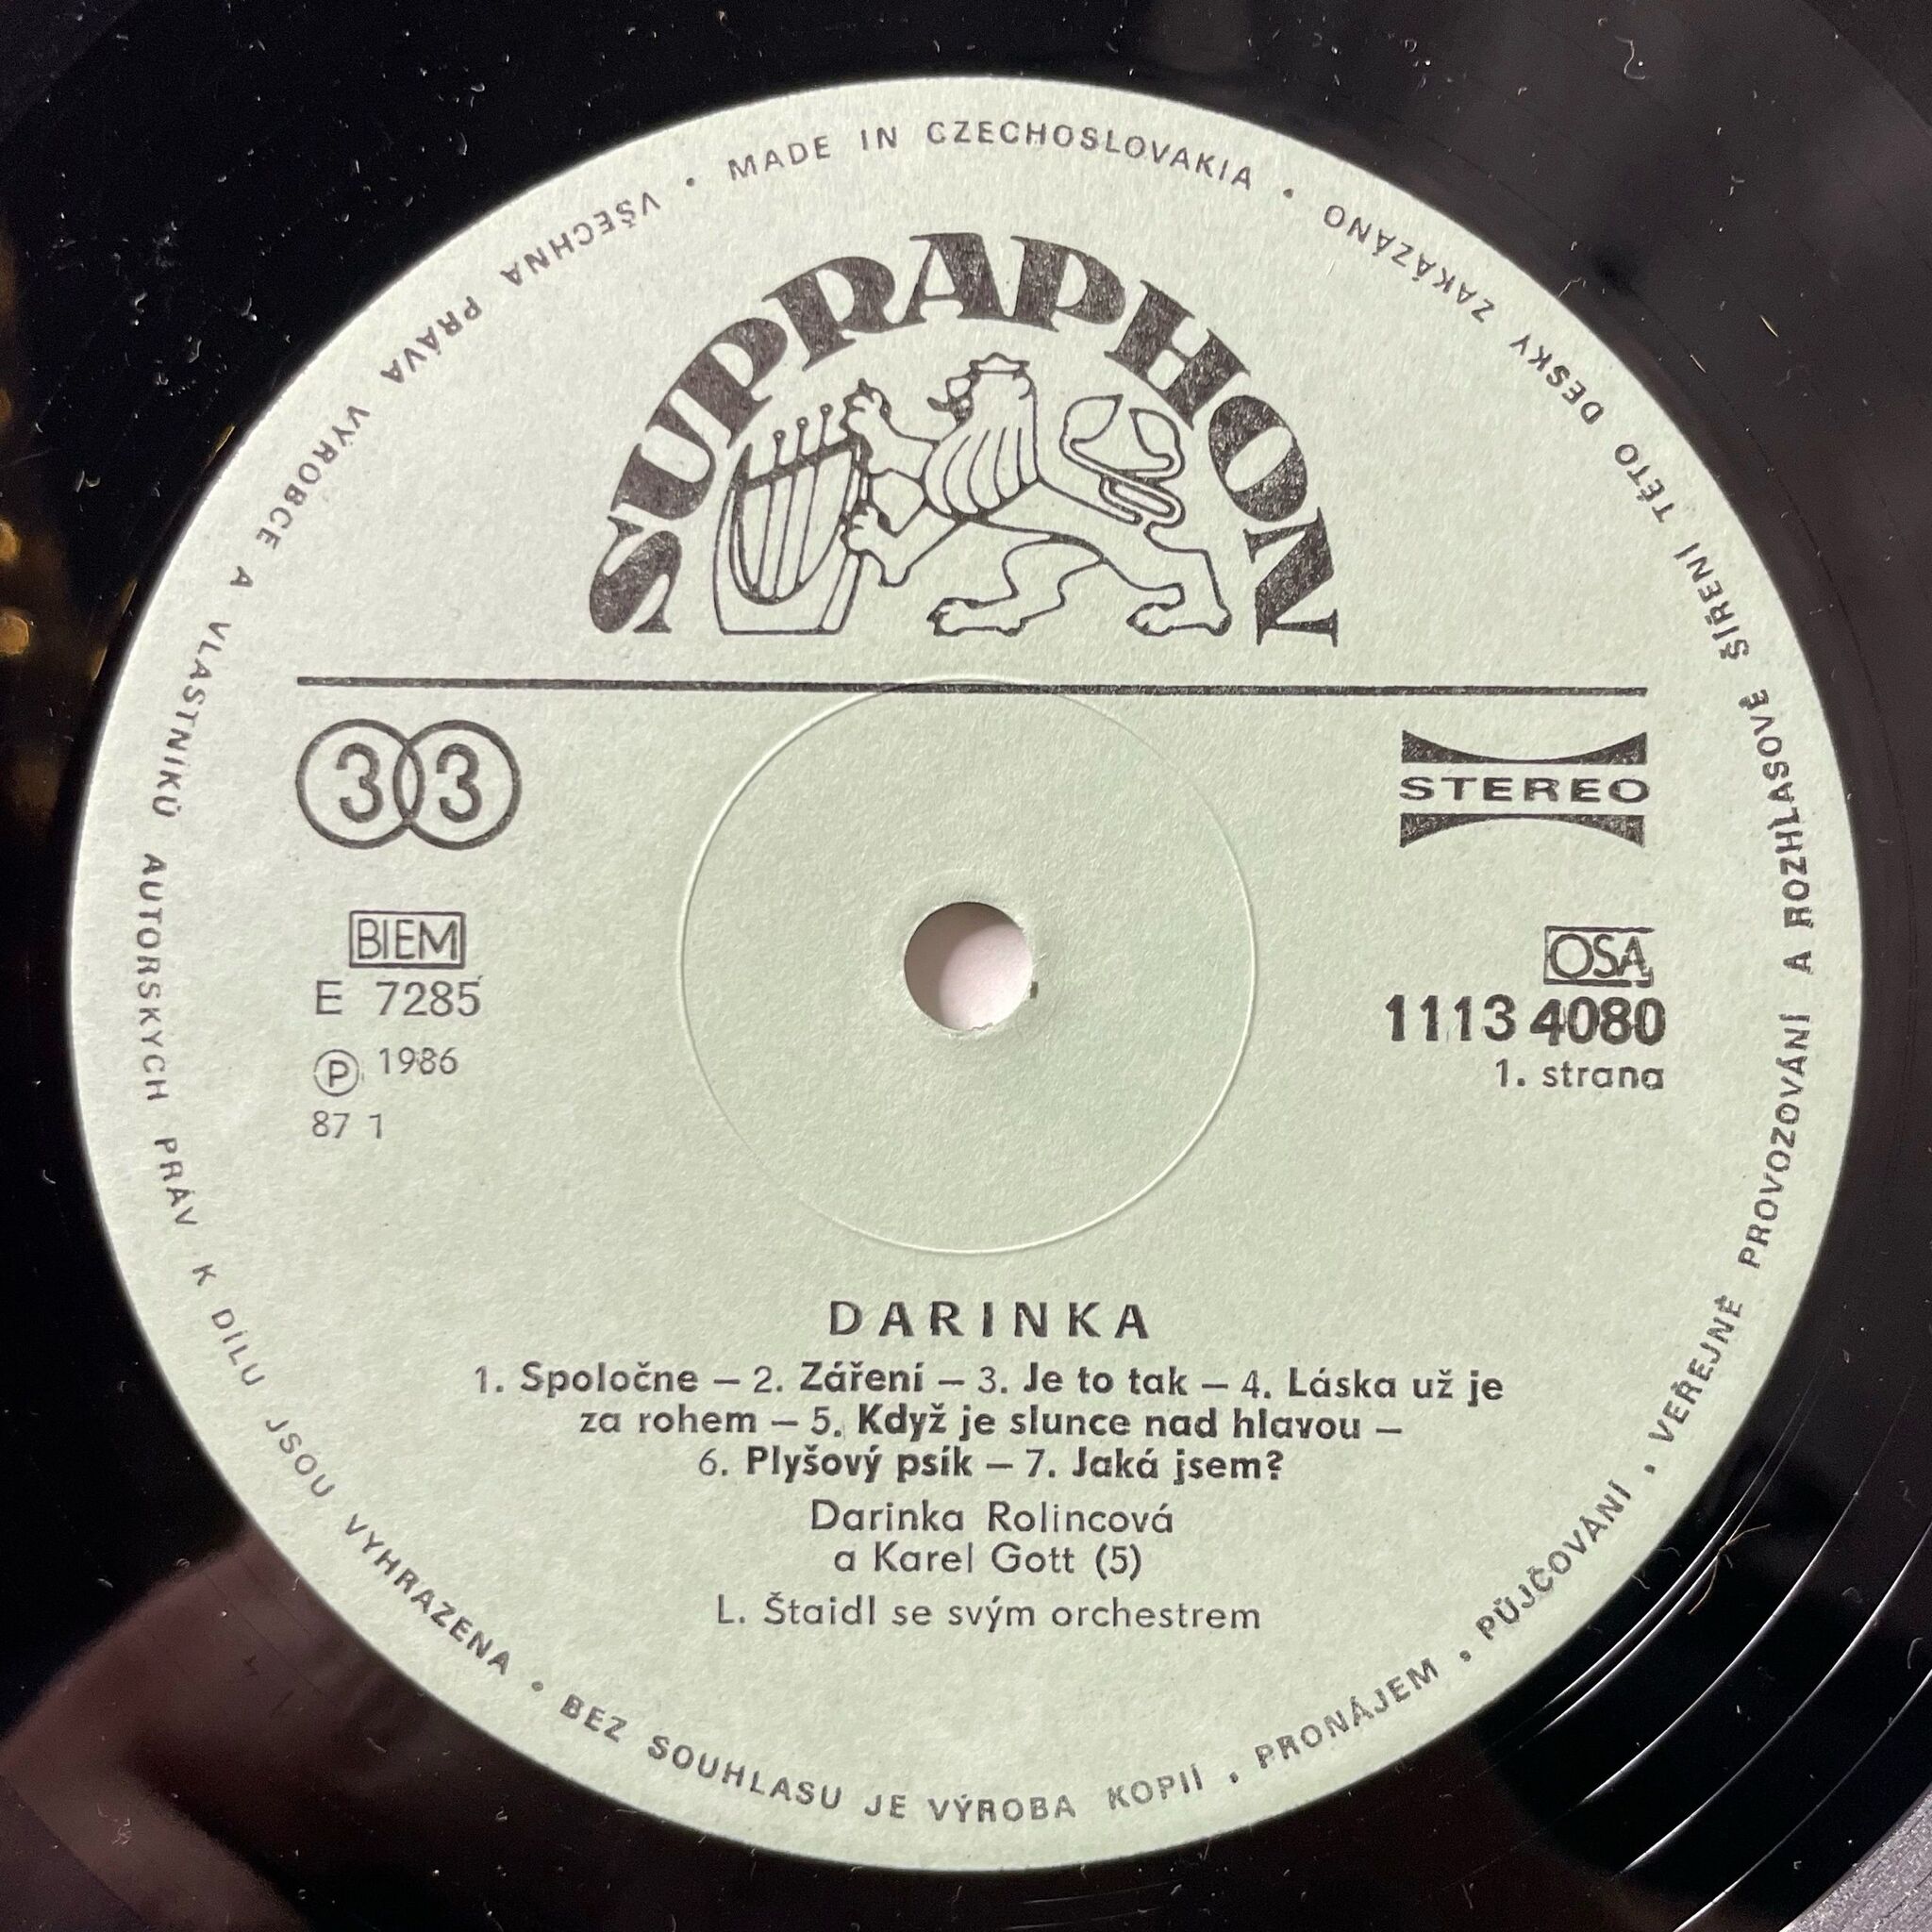 MADE IN CZECHOSLOVAKIA • VŠECHNA PRÁVA VÝROBCE A VLASTNÍKŮ AUTORSKÝCH PRÁV K DÍLU JSOU VYHRAZENA • BEZ SOUHLASU JE VÝROBA KOPIÍ, PRONÁJEM, PŮJČOVÁNÍ, VEŘEJNÉ PROVOZOVÁNÍ A ROZHLASOVÉ ŠÍŘENÍ TÉTO DESKY ZAKÁZÁNO •
SUPRAPHON
33
STEREO
BIEM
E 7285
Ⓟ 1986
87 1
OSA
1113 4080
1. strana
DARINKA
1. Spoločne – 2. Záření – 3. Je to tak – 4. Láska už je
za rohem – 5. Když je slunce nad hlavou –
6. Plyšový psík – 7. Jaká jsem?
Darinka Rolincová
a Karel Gott (5)
L. Štaidl se svým orchestrem